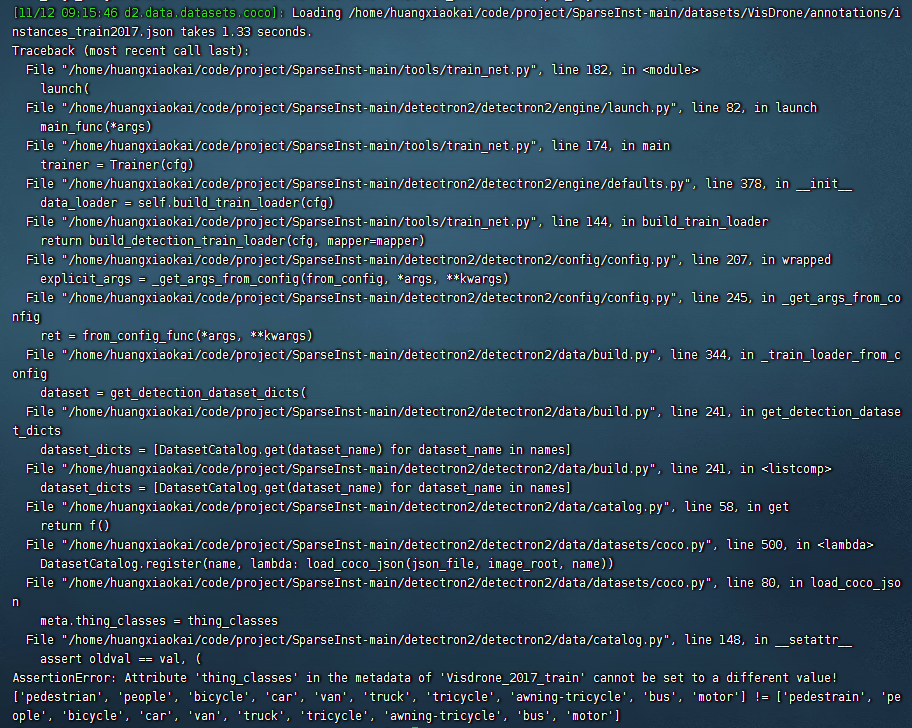 [11/12 09:15:46 d2.data.datasets.coco]: Loading /home/huangxiaokai/code/project/SparseInst-main/datasets/VisDrone/annotations/i
nstances_train2017.json takes 1.33 seconds.
Traceback (most recent call last):
  File "/home/huangxiaokai/code/project/SparseInst-main/tools/train_net.py", line 182, in <module>
    launch(
  File "/home/huangxiaokai/code/project/SparseInst-main/detectron2/detectron2/engine/launch.py", line 82, in launch
    main_func(*args)
  File "/home/huangxiaokai/code/project/SparseInst-main/tools/train_net.py", line 174, in main
    trainer = Trainer(cfg)
  File "/home/huangxiaokai/code/project/SparseInst-main/detectron2/detectron2/engine/defaults.py", line 378, in __init__
    data_loader = self.build_train_loader(cfg)
  File "/home/huangxiaokai/code/project/SparseInst-main/tools/train_net.py", line 144, in build_train_loader
    return build_detection_train_loader(cfg, mapper=mapper)
  File "/home/huangxiaokai/code/project/SparseInst-main/detectron2/detectron2/config/config.py", line 207, in wrapped
    explicit_args = _get_args_from_config(from_config, *args, **kwargs)
  File "/home/huangxiaokai/code/project/SparseInst-main/detectron2/detectron2/config/config.py", line 245, in _get_args_from_co
nfig
    ret = from_config_func(*args, **kwargs)
  File "/home/huangxiaokai/code/project/SparseInst-main/detectron2/detectron2/data/build.py", line 344, in _train_loader_from_c
onfig
    dataset = get_detection_dataset_dicts(
  File "/home/huangxiaokai/code/project/SparseInst-main/detectron2/detectron2/data/build.py", line 241, in get_detection_datase
t_dicts
    dataset_dicts = [DatasetCatalog.get(dataset_name) for dataset_name in names]
  File "/home/huangxiaokai/code/project/SparseInst-main/detectron2/detectron2/data/build.py", line 241, in <listcomp>
    dataset_dicts = [DatasetCatalog.get(dataset_name) for dataset_name in names]
  File "/home/huangxiaokai/code/project/SparseInst-main/detectron2/detectron2/data/catalog.py", line 58, in get
    return f()
  File "/home/huangxiaokai/code/project/SparseInst-main/detectron2/detectron2/data/datasets/coco.py", line 500, in <lambda>
    DatasetCatalog.register(name, lambda: load_coco_json(json_file, image_root, name))
  File "/home/huangxiaokai/code/project/SparseInst-main/detectron2/detectron2/data/datasets/coco.py", line 80, in load_coco_jso
n
    meta.thing_classes = thing_classes
  File "/home/huangxiaokai/code/project/SparseInst-main/detectron2/detectron2/data/catalog.py", line 148, in __setattr__
    assert oldval == val, (
AssertionError: Attribute 'thing_classes' in the metadata of 'Visdrone_2017_train' cannot be set to a different value!
['pedestrian', 'people', 'bicycle', 'car', 'van', 'truck', 'tricycle', 'awning-tricycle', 'bus', 'motor'] != ['pedestrain', 'pe
ople', 'bicycle', 'car', 'van', 'truck', 'tricycle', 'awning-tricycle', 'bus', 'motor']